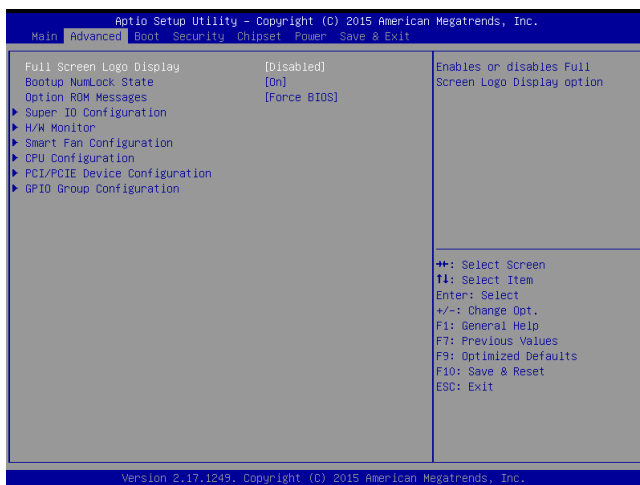 Aptio Setup Utility – Copyright (C) 2015 American Megatrends, Inc.
Main Advanced Boot Security Chipset Power Save & Exit
Full Screen Logo Display [Disabled]
Bootup NumLock State [On]
Option ROM Messages [Force BIOS]
▶ Super IO Configuration
▶ H/W Monitor
▶ Smart Fan Configuration
▶ CPU Configuration
▶ PCI/PCIE Device Configuration
▶ GPIO Group Configuration
Enables or disables Full
Screen Logo Display option
→←: Select Screen
↑↓: Select Item
Enter: Select
+/-: Change Opt.
F1: General Help
F7: Previous Values
F9: Optimized Defaults
F10: Save & Reset
ESC: Exit
Version 2.17.1249. Copyright (C) 2015 American Megatrends, Inc.